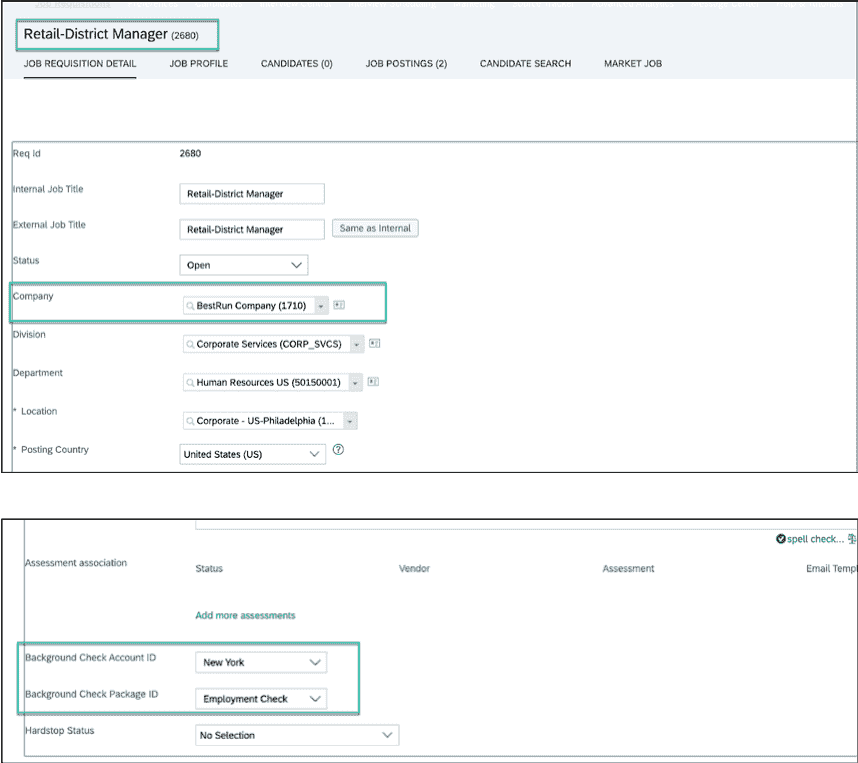 Retail-District Manager (2680)
JOB REQUISITION DETAIL JOB PROFILE CANDIDATES (0) JOB POSTINGS (2) CANDIDATE SEARCH MARKET JOB
Req Id 2680
Internal Job Title Retail-District Manager
External Job Title Retail-District Manager Same as Internal
Status Open
Company BestRun Company (1710)
Division Corporate Services (CORP_SVCS)
Department Human Resources US (50150001)
* Location Corporate - US-Philadelphia (1...
* Posting Country United States (US) ?
spell check...
Assessment association Status Vendor Assessment Email Temp
Add more assessments
Background Check Account ID New York
Background Check Package ID Employment Check
Hardstop Status No Selection